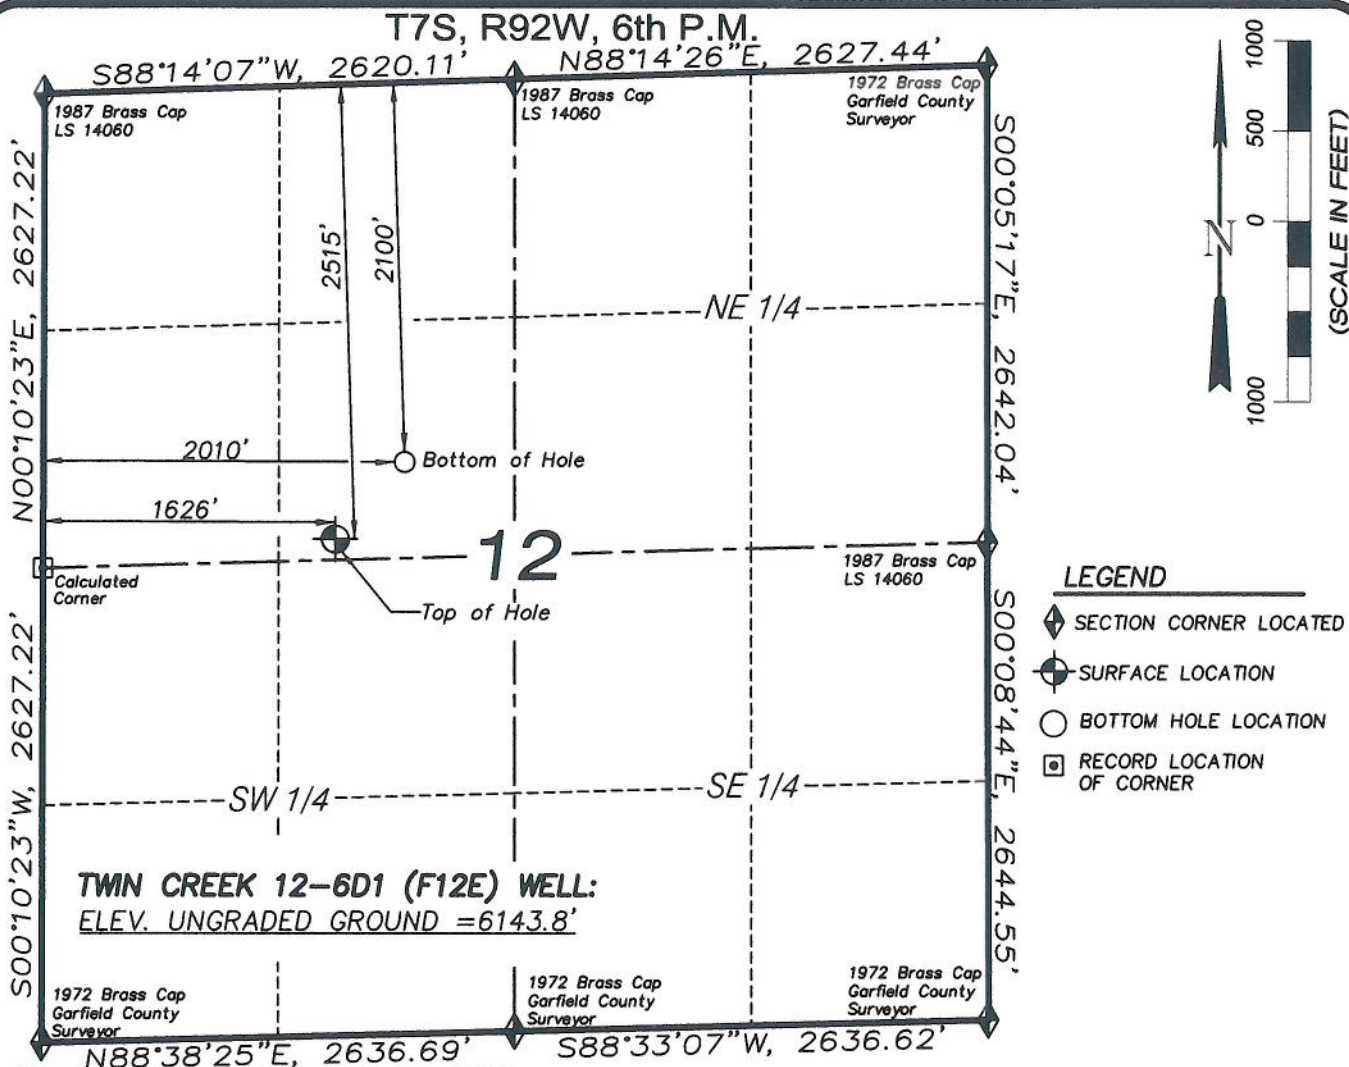 T7S, R92W, 6th P.M.
S88°14'07"W, 2620.11'
N88°14'26"E, 2627.44'
1987 Brass Cap
LS 14060
1987 Brass Cap
LS 14060
1972 Brass Cap
Garfield County
Surveyor
N00°10'23"E, 2627.22'
S00°05'17"E, 2642.04'
2515'
2100'
NE 1/4
2010'
Bottom of Hole
1626'
12
Calculated
Corner
Top of Hole
1987 Brass Cap
LS 14060
S00°10'23"W, 2627.22'
S00°08'44"E, 2644.55'
SW 1/4
SE 1/4
TWIN CREEK 12-6D1 (F12E) WELL:
ELEV. UNGRADED GROUND =6143.8'
1972 Brass Cap
Garfield County
Surveyor
1972 Brass Cap
Garfield County
Surveyor
1972 Brass Cap
Garfield County
Surveyor
N88°38'25"E, 2636.69'
S88°33'07"W, 2636.62'
N
1000
500
0
1000
(SCALE IN FEET)
LEGEND
SECTION CORNER LOCATED
SURFACE LOCATION
BOTTOM HOLE LOCATION
RECORD LOCATION
OF CORNER